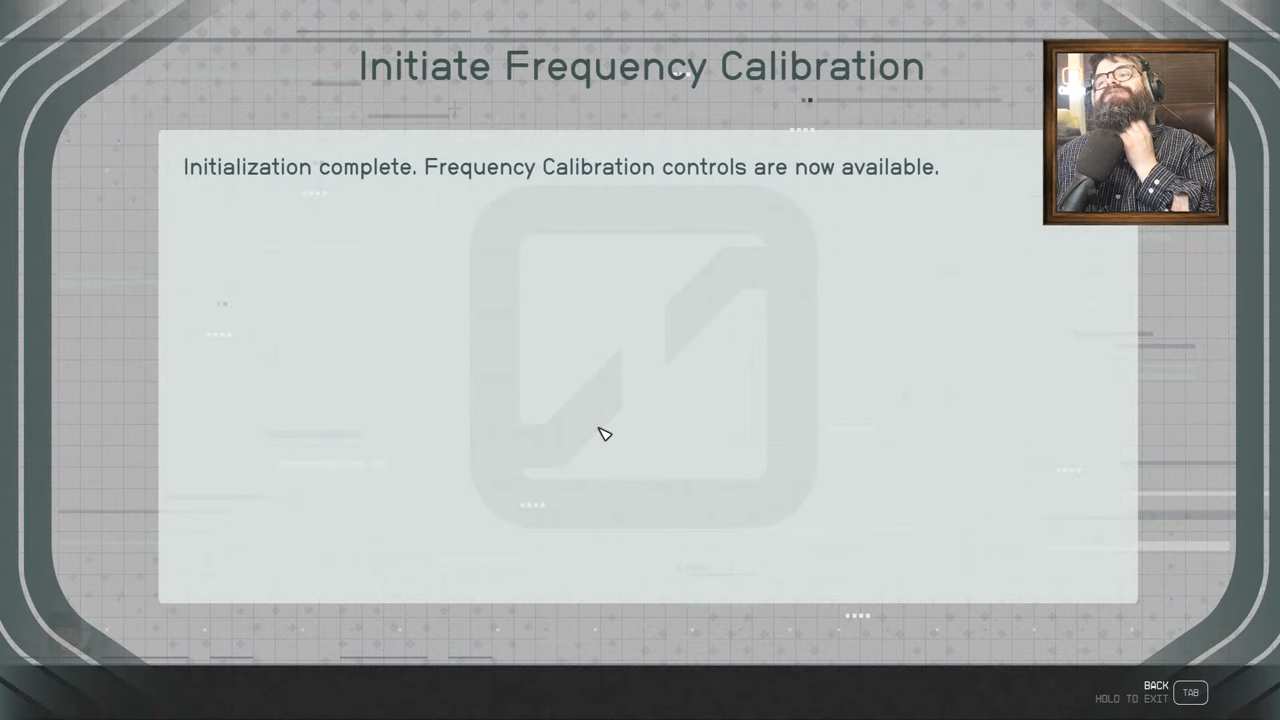 Initiate Frequency Calibration
Initialization complete. Frequency Calibration controls are now available.
BACK
HOLD TO EXIT TAB